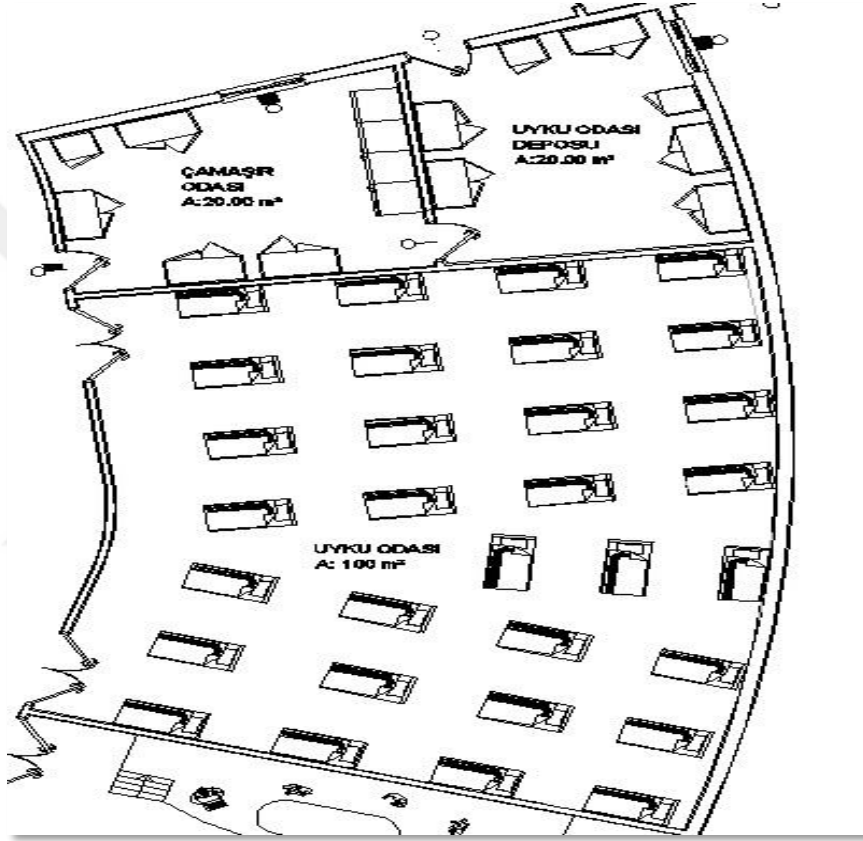 ÇAMAŞIR
ODASI
A:20.00 m²
UYKU ODASI
DEPOSU
A:20.00 m²
UYKU ODASI
A: 100 m²